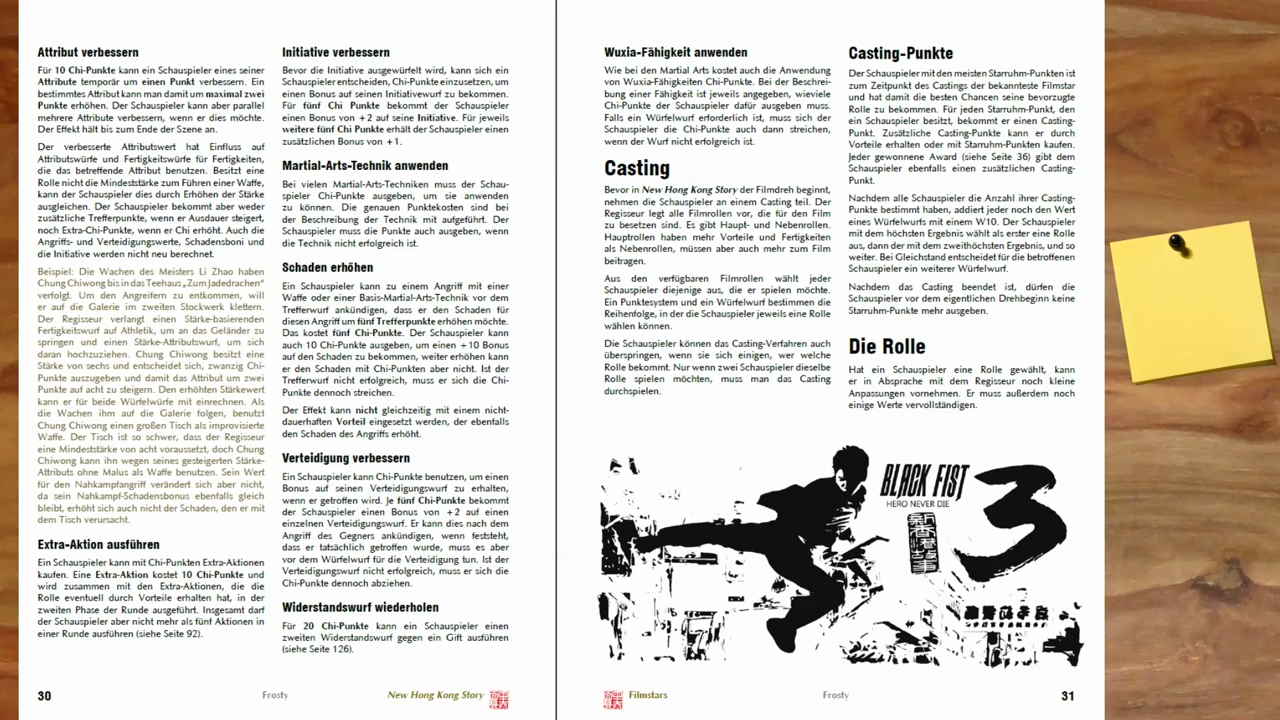 Attribut verbessern
Für 10 Chi-Punkte kann ein Schauspieler eines seiner
Attribute temporär um einen Punkt verbessern. Ein
bestimmtes Attribut kann man damit um maximal zwei
Punkte erhöhen. Der Schauspieler kann aber parallel
mehrere Attribute verbessern, wenn er dies möchte.
Der Effekt hält bis zum Ende der Szene an.
Der verbesserte Attributswert hat Einfluss auf
Attributswürfe und Fertigkeitswürfe für Fertigkeiten,
die das betreffende Attribut benutzen. Besitzt eine
Rolle nicht die Mindeststärke zum Führen einer Waffe,
kann der Schauspieler dies durch Erhöhen der Stärke
ausgleichen. Der Schauspieler bekommt aber weder
zusätzliche Trefferpunkte, wenn er Ausdauer steigert,
noch Extra-Chi-Punkte, wenn er Chi erhöht. Auch die
Angriffs- und Verteidigungswerte, Schadensboni und
die Initiative werden nicht neu berechnet.
Beispiel: Die Wachen des Meisters Li Zhao haben
Chung Chiwong bis in das Teehaus „Zum Jadedrachen“
verfolgt. Um den Angreifern zu entkommen, will
er auf die Galerie im zweiten Stockwerk klettern.
Der Regisseur verlangt einen Stärke-basierenden
Fertigkeitswurf auf Athletik, um an das Geländer zu
springen und einen Stärke-Attributswurf, um sich
daran hochzuziehen. Chung Chiwong besitzt eine
Stärke von sechs und entscheidet sich, zwanzig Chi-
Punkte auszugeben und damit das Attribut um zwei
Punkte auf acht zu steigern. Den erhöhten Stärkewert
kann er für beide Würfelwürfe mit einrechnen. Als
die Wachen ihm auf die Galerie folgen, benutzt
Chung Chiwong einen großen Tisch als improvisierte
Waffe. Der Tisch ist so schwer, dass der Regisseur
eine Mindeststärke von acht voraussetzt, doch Chung
Chiwong kann ihn wegen seines gesteigerten Stärke-
Attributs ohne Malus als Waffe benutzen. Sein Wert
für den Nahkampfangriff verändert sich aber nicht,
da sein Nahkampf-Schadensbonus ebenfalls gleich
bleibt, erhöht sich auch nicht der Schaden, den er mit
dem Tisch verursacht.
Extra-Aktion ausführen
Ein Schauspieler kann mit Chi-Punkten Extra-Aktionen
kaufen. Eine Extra-Aktion kostet 10 Chi-Punkte und
wird zusammen mit den Extra-Aktionen, die die
Rolle eventuell durch Vorteile erhalten hat, in der
zweiten Phase der Runde ausgeführt. Insgesamt darf
der Schauspieler aber nicht mehr als fünf Aktionen in
einer Runde ausführen (siehe Seite 92).
Initiative verbessern
Bevor die Initiative ausgewürfelt wird, kann sich ein
Schauspieler entscheiden, Chi-Punkte einzusetzen, um
einen Bonus auf seinen Initiativewurf zu bekommen.
Für fünf Chi Punkte bekommt der Schauspieler
einen Bonus von +2 auf seine Initiative. Für jeweils
weitere fünf Chi Punkte erhält der Schauspieler einen
zusätzlichen Bonus von +1.
Martial-Arts-Technik anwenden
Bei vielen Martial-Arts-Techniken muss der Schau-
spieler Chi-Punkte ausgeben, um sie anwenden
zu können. Die genauen Punktekosten sind bei
der Beschreibung der Technik mit aufgeführt. Der
Schauspieler muss die Punkte auch ausgeben, wenn
die Technik nicht erfolgreich ist.
Schaden erhöhen
Ein Schauspieler kann zu einem Angriff mit einer
Waffe oder einer Basis-Martial-Arts-Technik vor dem
Trefferwurf ankündigen, dass er den Schaden für
diesen Angriff um fünf Trefferpunkte erhöhen möchte.
Das kostet fünf Chi-Punkte. Der Schauspieler kann
auch 10 Chi-Punkte ausgeben, um einen +10 Bonus
auf den Schaden zu bekommen, weiter erhöhen kann
er den Schaden mit Chi-Punkten aber nicht. Ist der
Trefferwurf nicht erfolgreich, muss er sich die Chi-
Punkte dennoch streichen.
Der Effekt kann nicht gleichzeitig mit einem nicht-
dauerhaften Vorteil eingesetzt werden, der ebenfalls
den Schaden des Angriffs erhöht.
Verteidigung verbessern
Ein Schauspieler kann Chi-Punkte benutzen, um einen
Bonus auf seinen Verteidigungswurf zu erhalten,
wenn er getroffen wird. Je fünf Chi-Punkte bekommt
der Schauspieler einen Bonus von +2 auf einen
einzelnen Verteidigungswurf. Er kann dies nach dem
Angriff des Gegners ankündigen, wenn feststeht,
dass er tatsächlich getroffen wurde, muss es aber
vor dem Würfelwurf für die Verteidigung tun. Ist der
Verteidigungswurf nicht erfolgreich, muss er sich die
Chi-Punkte dennoch abziehen.
Widerstandswurf wiederholen
Für 20 Chi-Punkte kann ein Schauspieler einen
zweiten Widerstandswurf gegen ein Gift ausführen
(siehe Seite 126).
30
Frosty
New Hong Kong Story
Wuxia-Fähigkeit anwenden
Wie bei den Martial Arts kostet auch die Anwendung
von Wuxia-Fähigkeiten Chi-Punkte. Bei der Beschrei-
bung einer Fähigkeit ist jeweils angegeben, wieviele
Chi-Punkte der Schauspieler dafür ausgeben muss.
Falls ein Würfelwurf erforderlich ist, muss sich der
Schauspieler die Chi-Punkte auch dann streichen,
wenn der Wurf nicht erfolgreich ist.
Casting
Bevor in New Hong Kong Story der Filmdreh beginnt,
nehmen die Schauspieler an einem Casting teil. Der
Regisseur legt alle Filmrollen vor, die für den Film
zu besetzen sind. Es gibt Haupt- und Nebenrollen.
Hauptrollen haben mehr Vorteile und Fertigkeiten
als Nebenrollen, müssen aber auch mehr zum Film
beitragen.
Aus den verfügbaren Filmrollen wählt jeder
Schauspieler diejenige aus, die er spielen möchte.
Ein Punktesystem und ein Würfelwurf bestimmen die
Reihenfolge, in der die Schauspieler jeweils eine Rolle
wählen können.
Die Schauspieler können das Casting-Verfahren auch
überspringen, wenn sie sich einigen, wer welche
Rolle bekommt. Nur wenn zwei Schauspieler dieselbe
Rolle spielen möchten, muss man das Casting
durchspielen.
Casting-Punkte
Der Schauspieler mit den meisten Starruhm-Punkten ist
zum Zeitpunkt des Castings der bekannteste Filmstar
und hat damit die besten Chancen seine bevorzugte
Rolle zu bekommen. Für jeden Starruhm-Punkt, den
ein Schauspieler besitzt, bekommt er einen Casting-
Punkt. Zusätzliche Casting-Punkte kann er durch
Vorteile erhalten oder mit Starruhm-Punkten kaufen.
Jeder gewonnene Award (siehe Seite 36) gibt dem
Schauspieler ebenfalls einen zusätzlichen Casting-
Punkt.
Nachdem alle Schauspieler die Anzahl ihrer Casting-
Punkte bestimmt haben, addiert jeder noch den Wert
eines Würfelwurfs mit einem W10. Der Schauspieler
mit dem höchsten Ergebnis wählt als erster eine Rolle
aus, dann der mit dem zweithöchsten Ergebnis, und so
weiter. Bei Gleichstand entscheidet für die betroffenen
Schauspieler ein weiterer Würfelwurf.
Nachdem das Casting beendet ist, dürfen die
Schauspieler vor dem eigentlichen Drehbeginn keine
Starruhm-Punkte mehr ausgeben.
Die Rolle
Hat ein Schauspieler eine Rolle gewählt, kann
er in Absprache mit dem Regisseur noch kleine
Anpassungen vornehmen. Er muss außerdem noch
einige Werte vervollständigen.
BLACK FIST
HERO NEVER DIE
3
Filmstars
Frosty
31